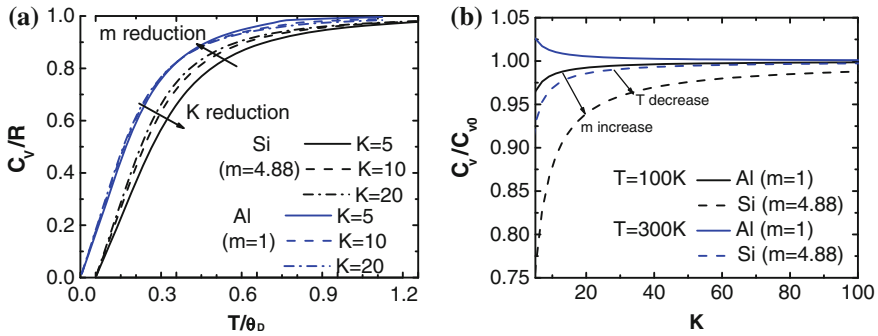 (a)
1.0
0.8
0.6
0.4
0.2
0.0
C_V/R
m reduction
K reduction
Si
(m=4.88)
K=5
K=10
K=20
Al
(m=1)
K=5
K=10
K=20
0.0 0.3 0.6 0.9 1.2
T/θ_D
(b)
1.05
1.00
0.95
0.90
0.85
0.80
0.75
C_V/C_V0
T decrease
m increase
T=100K Al (m=1)
Si (m=4.88)
T=300K Al (m=1)
Si (m=4.88)
20 40 60 80 100
K